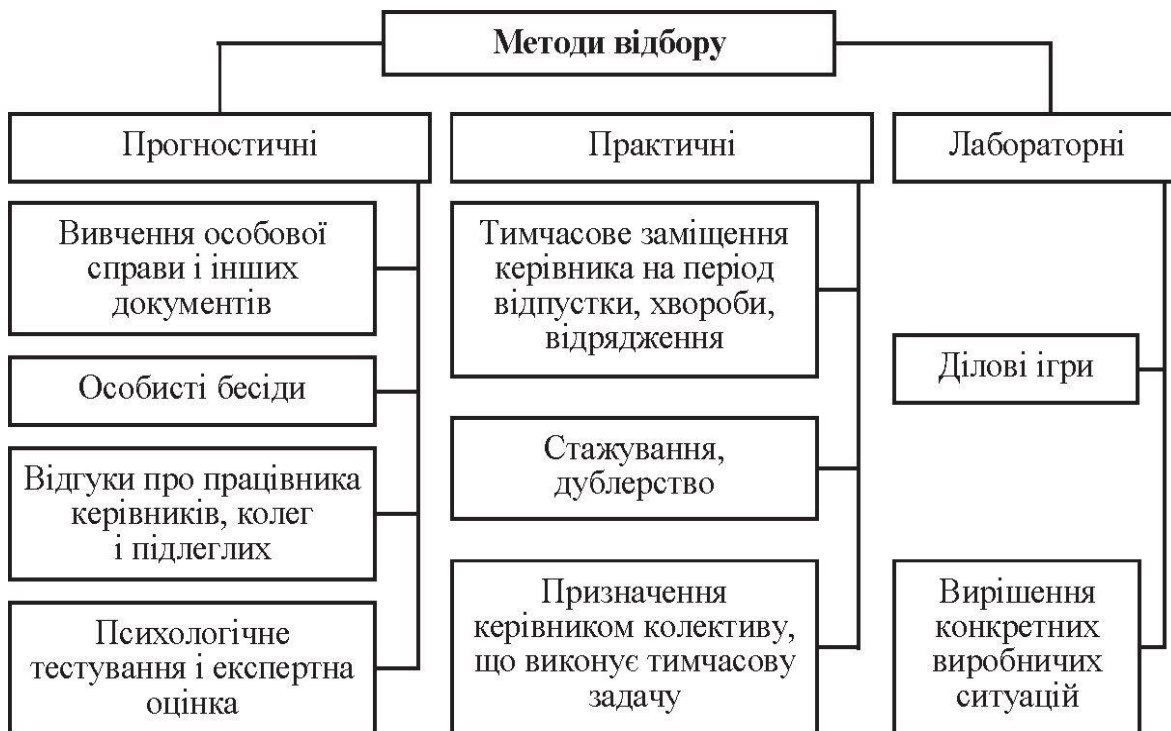 Методи відбору
Прогностичні
Вивчення особової
справи і інших
документів
Особисті бесіди
Відгуки про працівника
керівників, колег
і підлеглих
Психологічне
тестування і експертна
оцінка
Практичні
Тимчасове заміщення
керівника на період
відпустки, хвороби,
відрядження
Стажування,
дублерство
Призначення
керівником колективу,
що виконує тимчасову
задачу
Лабораторні
Ділові ігри
Вирішення
конкретних
виробничих
ситуацій